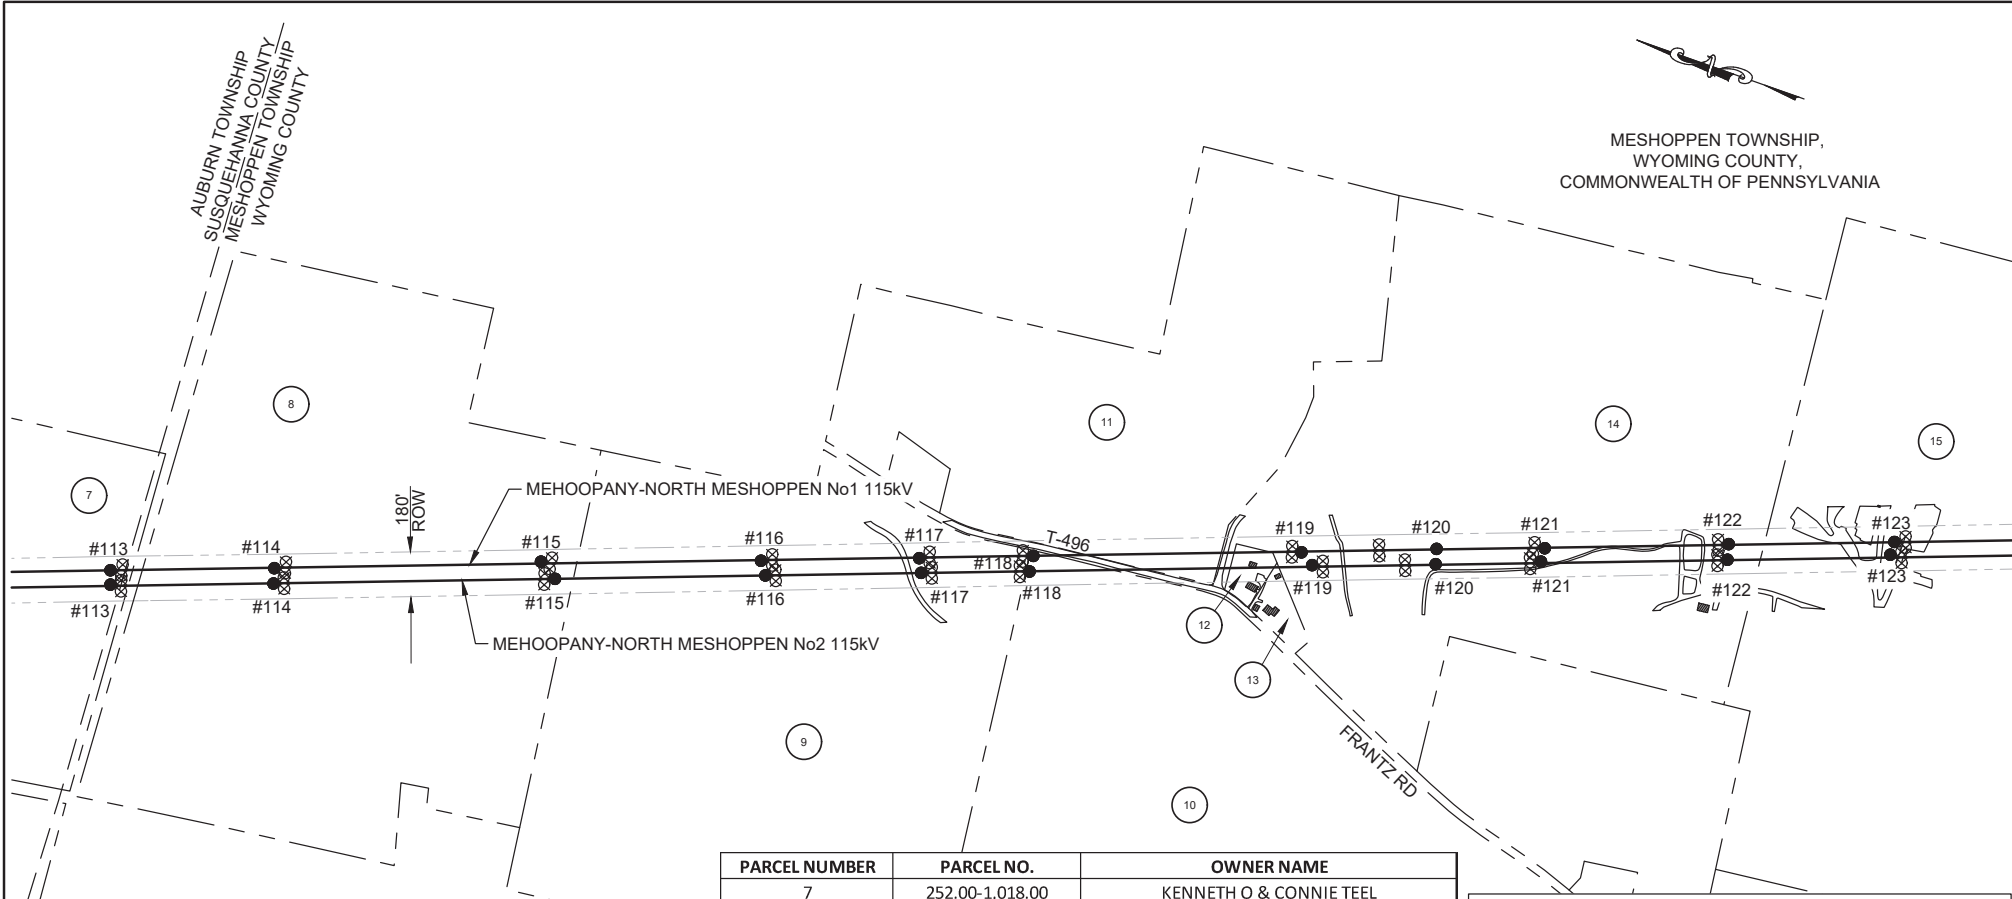 AUBURN TOWNSHIP
SUSQUEHANNA COUNTY
MESHOPPEN TOWNSHIP
WYOMING COUNTY
MESHOPPEN TOWNSHIP,
WYOMING COUNTY,
COMMONWEALTH OF PENNSYLVANIA
8
11
14
15
7
180'
ROW
MEHOOPANY-NORTH MESHOPPEN No1 115kV
#113
#114
#115
#116
#117
#118
T-496
#119
#120
#121
#122
#123
#113
#114
#115
#116
#117
#118
#119
#120
#121
#122
#123
MEHOOPANY-NORTH MESHOPPEN No2 115kV
12
13
9
10
FRANTZ RD
PARCEL NUMBER PARCEL NO. OWNER NAME
7 252.00-1,018.00 KENNETH O & CONNIE TEEL